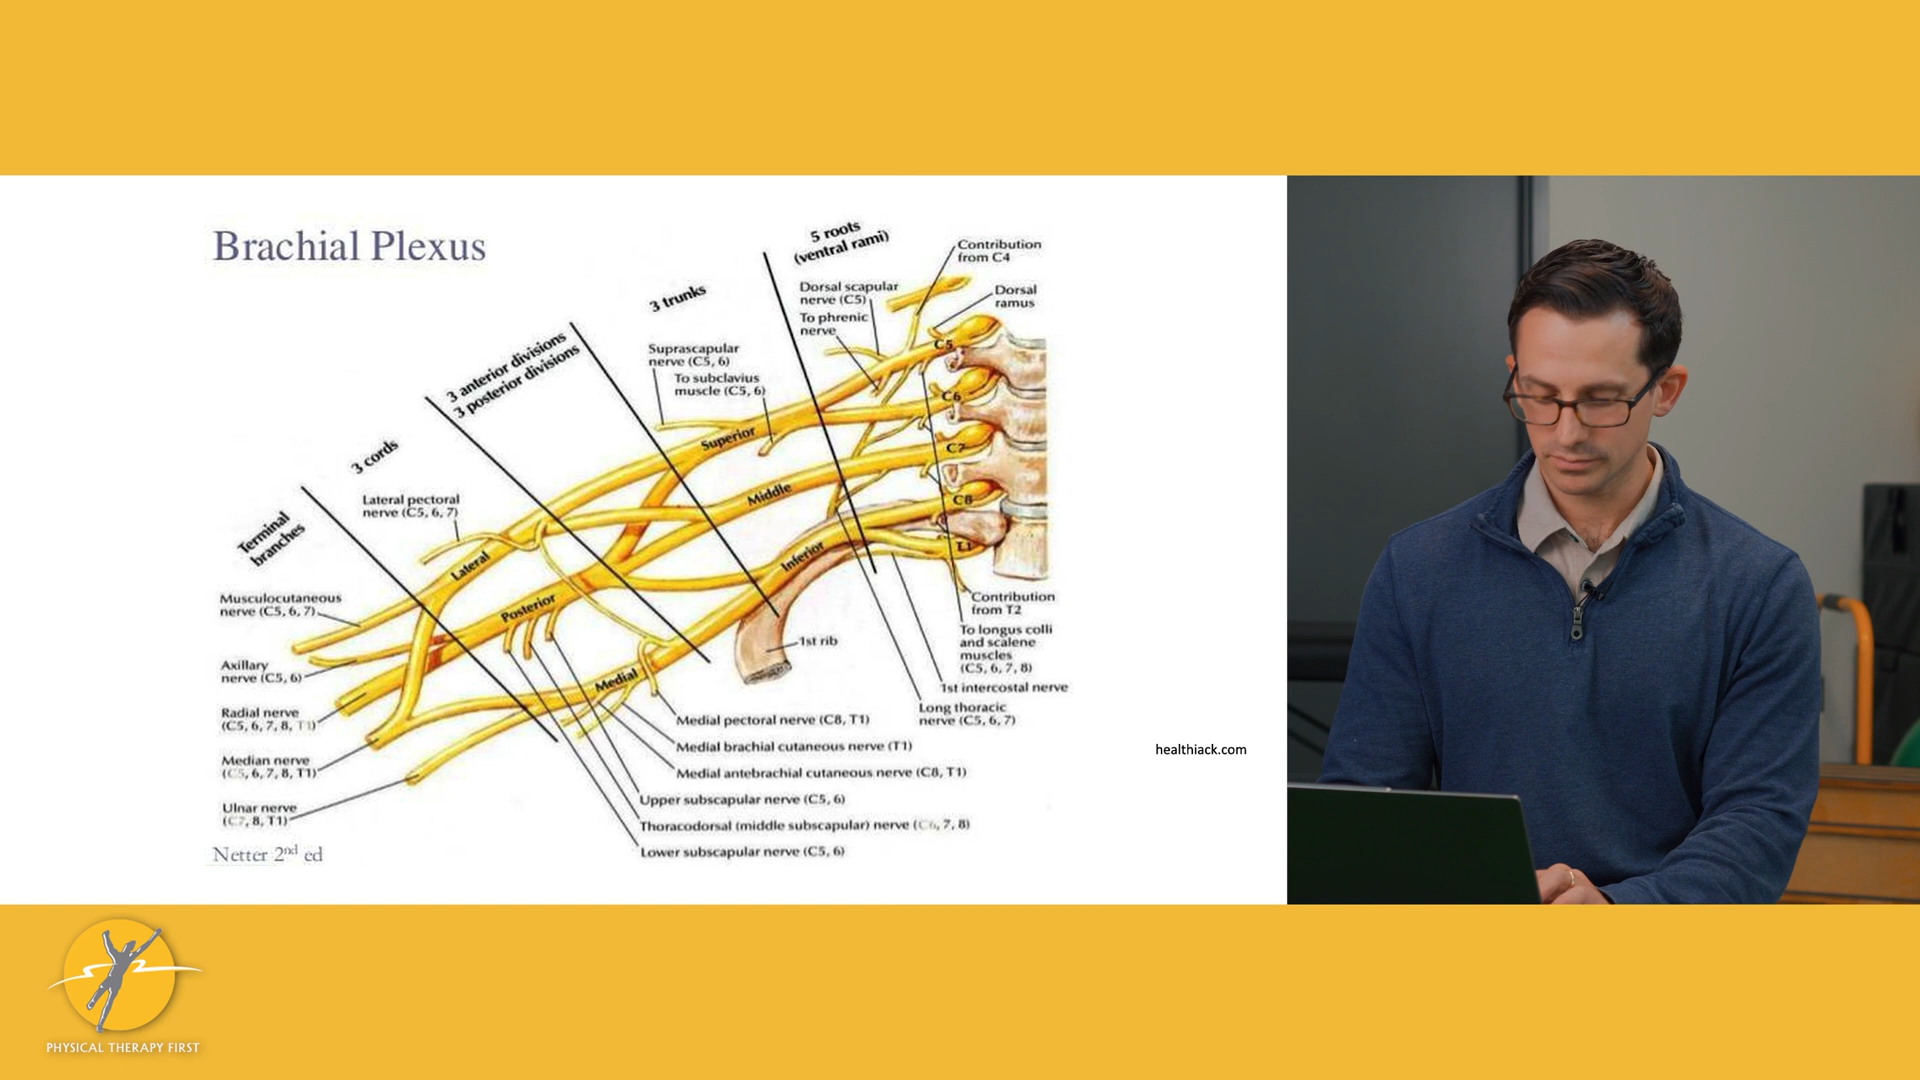 Brachial Plexus
5 roots
(ventral rami)
Contribution
from C4
Dorsal scapular
nerve (C5)
Dorsal
ramus
To phrenic
nerve
3 trunks
3 anterior divisions
3 posterior divisions
Suprascapular
nerve (C5, 6)
To subclavius
muscle (C5, 6)
C5
C6
C7
C8
T1
Superior
Middle
Inferior
3 cords
Lateral pectoral
nerve (C5, 6, 7)
Terminal
branches
Lateral
Posterior
Medial
Musculocutaneous
nerve (C5, 6, 7)
Axillary
nerve (C5, 6)
Radial nerve
(C5, 6, 7, 8, T1)
Median nerve
(C5, 6, 7, 8, T1)
Ulnar nerve
(C7, 8, T1)
1st rib
Contribution
from T2
To longus colli
and scalene
muscles
(C5, 6, 7, 8)
1st intercostal nerve
Long thoracic
nerve (C5, 6, 7)
Medial pectoral nerve (C8, T1)
Medial brachial cutaneous nerve (T1)
Medial antebrachial cutaneous nerve (C8, T1)
Upper subscapular nerve (C5, 6)
Thoracodorsal (middle subscapular) nerve (C6, 7, 8)
Lower subscapular nerve (C5, 6)
Netter 2nd ed
healthiack.com
PHYSICAL THERAPY FIRST